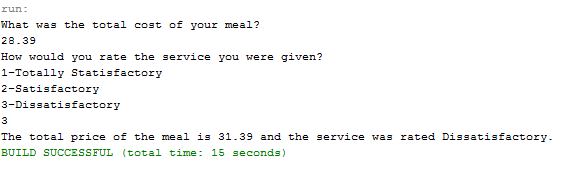 run:
What was the total cost of your meal?
28.39
How would you rate the service you were given?
1-Totally Statisfactory
2-Satisfactory
3-Dissatisfactory
3
The total price of the meal is 31.39 and the service was rated Dissatisfactory.
BUILD SUCCESSFUL (total time: 15 seconds)